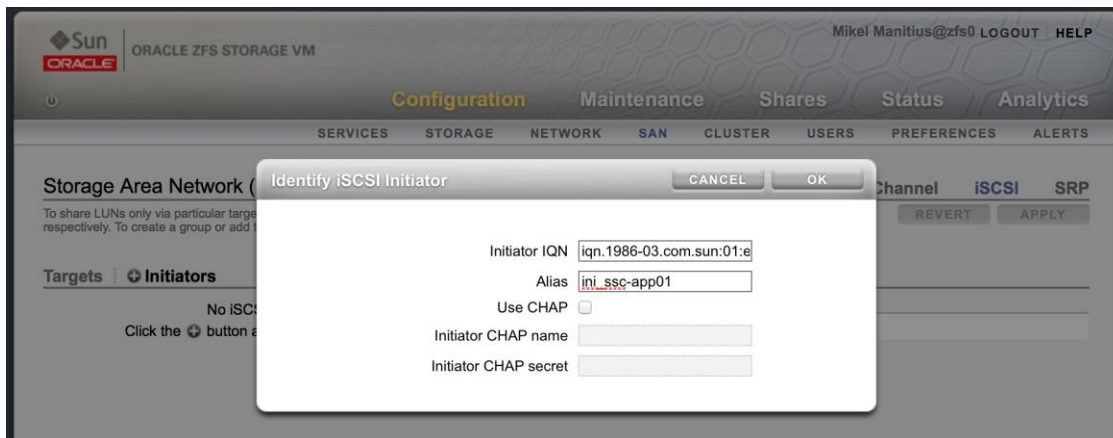 Sun
ORACLE
ORACLE ZFS STORAGE VM
Mikel Manitius@zfs0 LOGOUT HELP
Configuration Maintenance Shares Status Analytics
SERVICES STORAGE NETWORK SAN CLUSTER USERS PREFERENCES ALERTS
Storage Area Network (
Channel iSCSI SRP
To share LUNs only via particular targe
respectively. To create a group or add t
REVERT APPLY
Targets Initiators
No iSCS
Click the button a
Identify iSCSI Initiator CANCEL OK
Initiator IQN iqn.1986-03.com.sun:01:e
Alias ini_ssc-app01
Use CHAP
Initiator CHAP name
Initiator CHAP secret